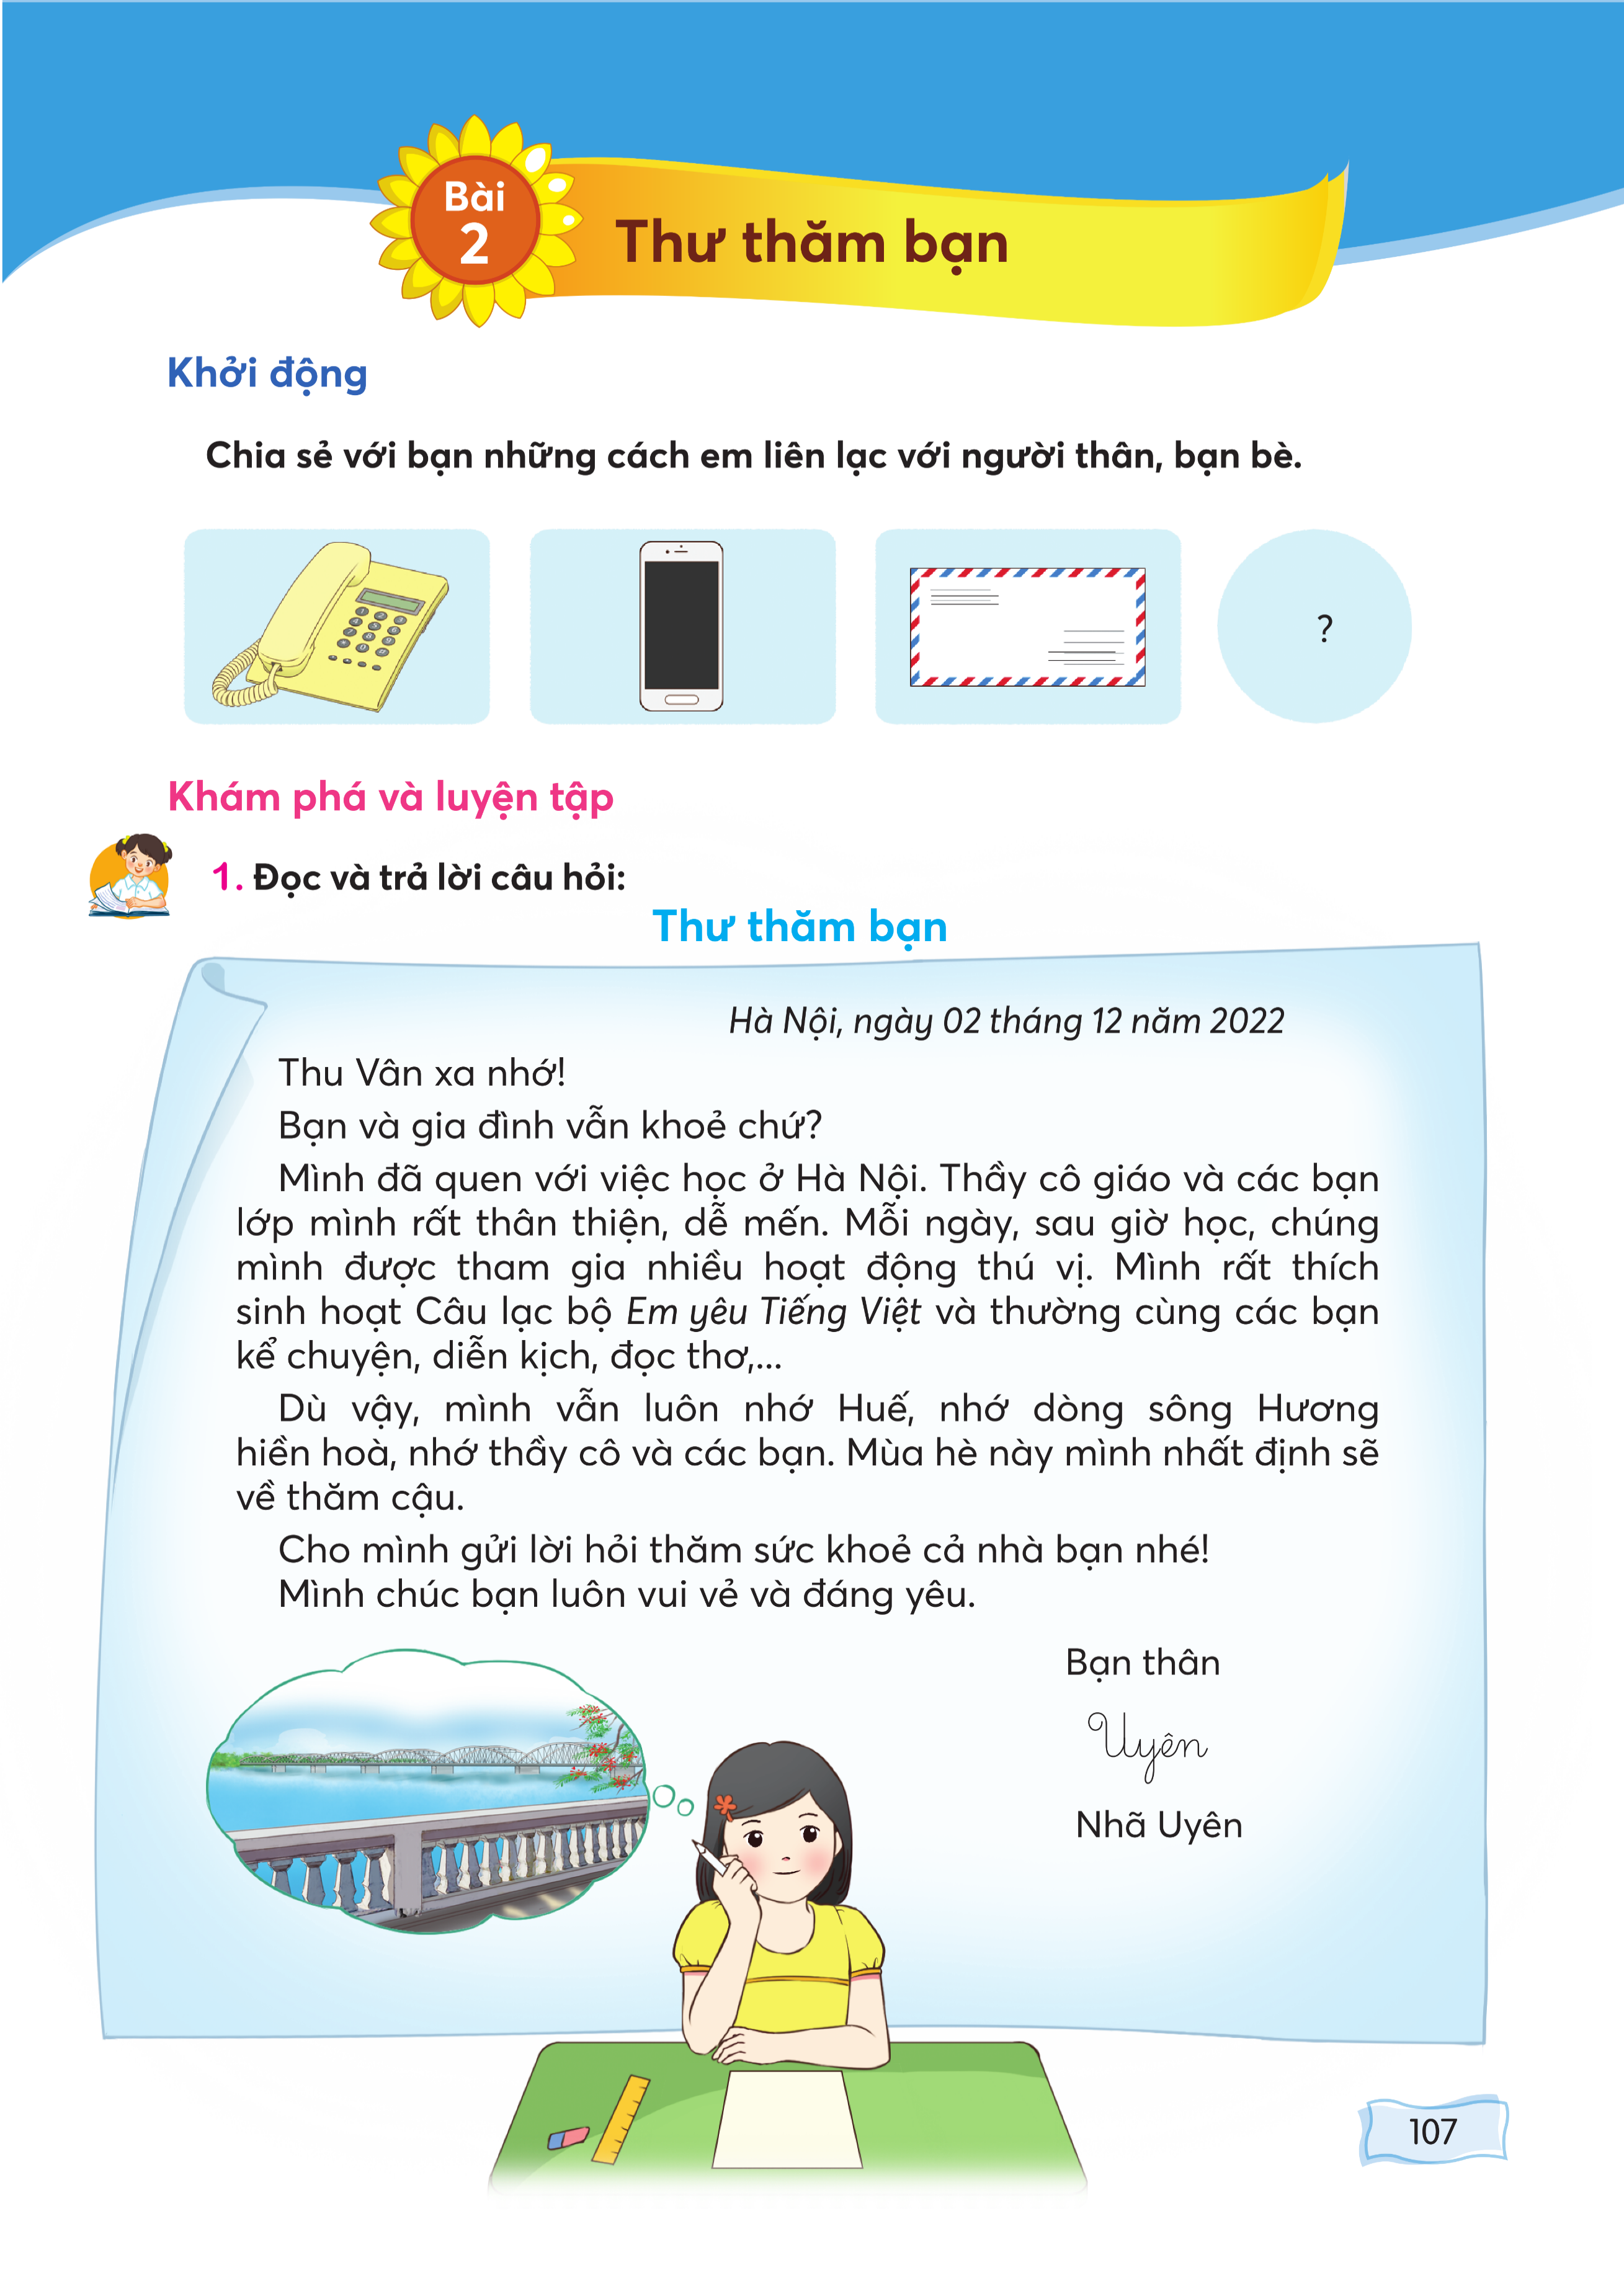 Bài
2
Thư thăm bạn
Khởi động
Chia sẻ với bạn những cách em liên lạc với người thân, bạn bè.
?
Khám phá và luyện tập
1. Đọc và trả lời câu hỏi:
Thư thăm bạn
Hà Nội, ngày 02 tháng 12 năm 2022
Thu Vân xa nhớ!
Bạn và gia đình vẫn khoẻ chứ?
Mình đã quen với việc học ở Hà Nội. Thầy cô giáo và các bạn
lớp mình rất thân thiện, dễ mến. Mỗi ngày, sau giờ học, chúng
mình được tham gia nhiều hoạt động thú vị. Mình rất thích
sinh hoạt Câu lạc bộ Em yêu Tiếng Việt và thường cùng các bạn
kể chuyện, diễn kịch, đọc thơ,...
Dù vậy, mình vẫn luôn nhớ Huế, nhớ dòng sông Hương
hiền hoà, nhớ thầy cô và các bạn. Mùa hè này mình nhất định sẽ
về thăm cậu.
Cho mình gửi lời hỏi thăm sức khoẻ cả nhà bạn nhé!
Mình chúc bạn luôn vui vẻ và đáng yêu.
Bạn thân
Uyên
Nhã Uyên
107